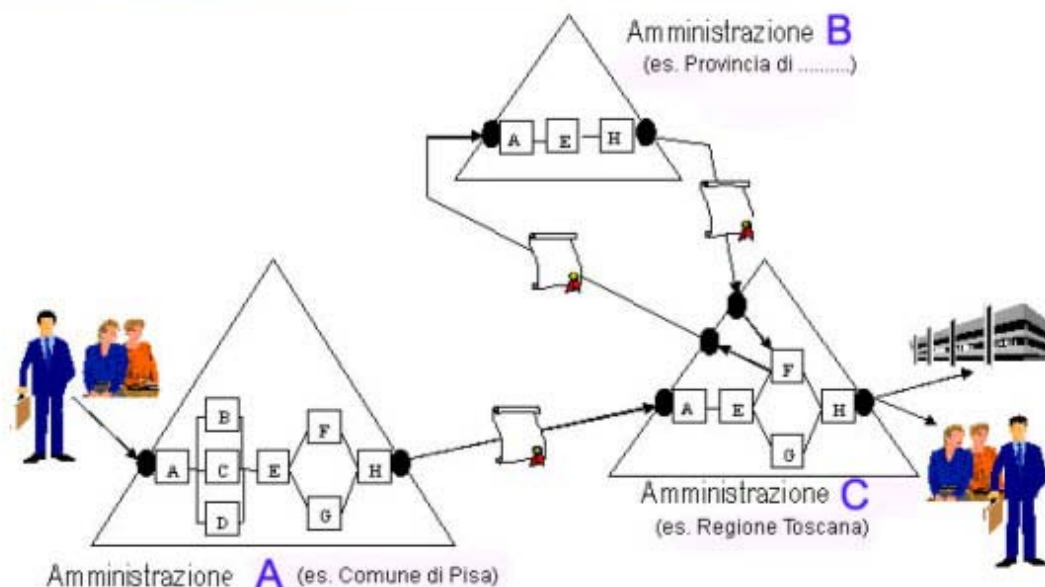 Amministrazione B
(es. Provincia di ..........)
A E H
B
F
A C E H
D
G
F
A E H
G
Amministrazione C
(es. Regione Toscana)
Amministrazione A (es. Comune di Pisa)